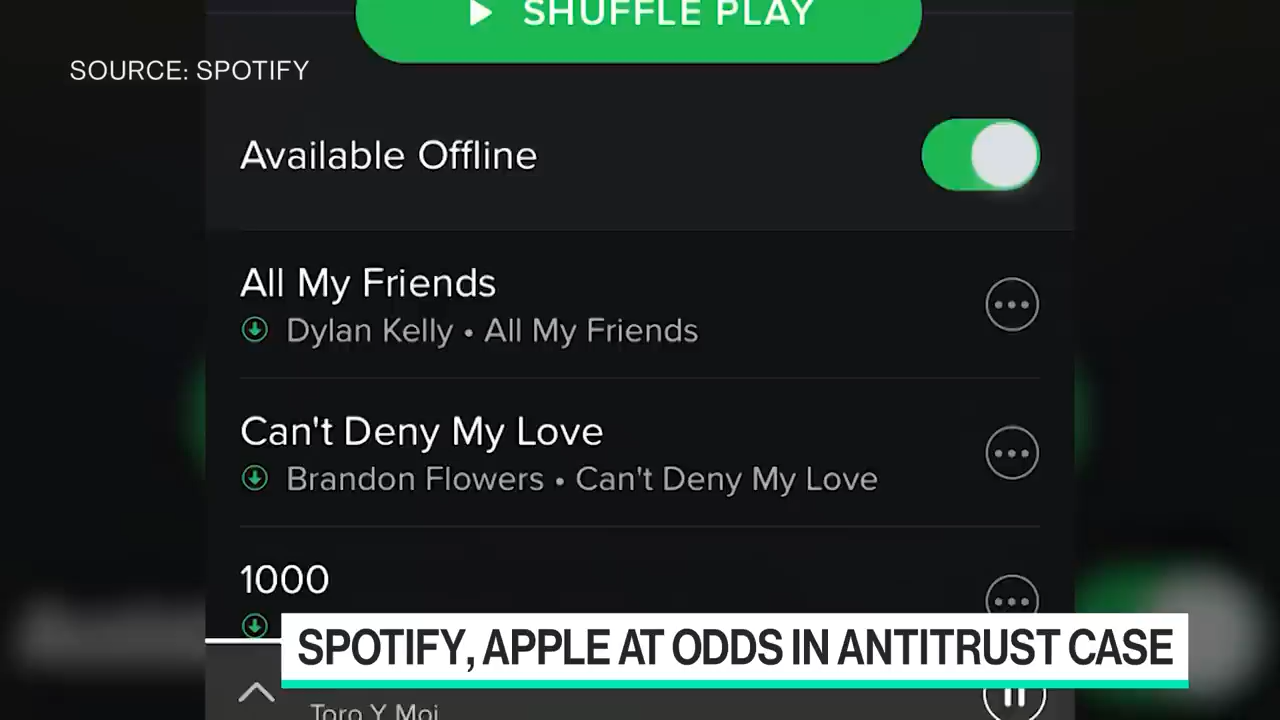 SHUFFLE PLAY
SOURCE: SPOTIFY
Available Offline
All My Friends
Dylan Kelly • All My Friends
Can't Deny My Love
Brandon Flowers • Can't Deny My Love
1000
SPOTIFY, APPLE AT ODDS IN ANTITRUST CASE
Toro Y Moi